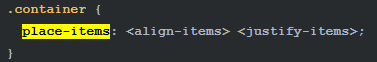 .container {
place-items: <align-items> <justify-items>;
}